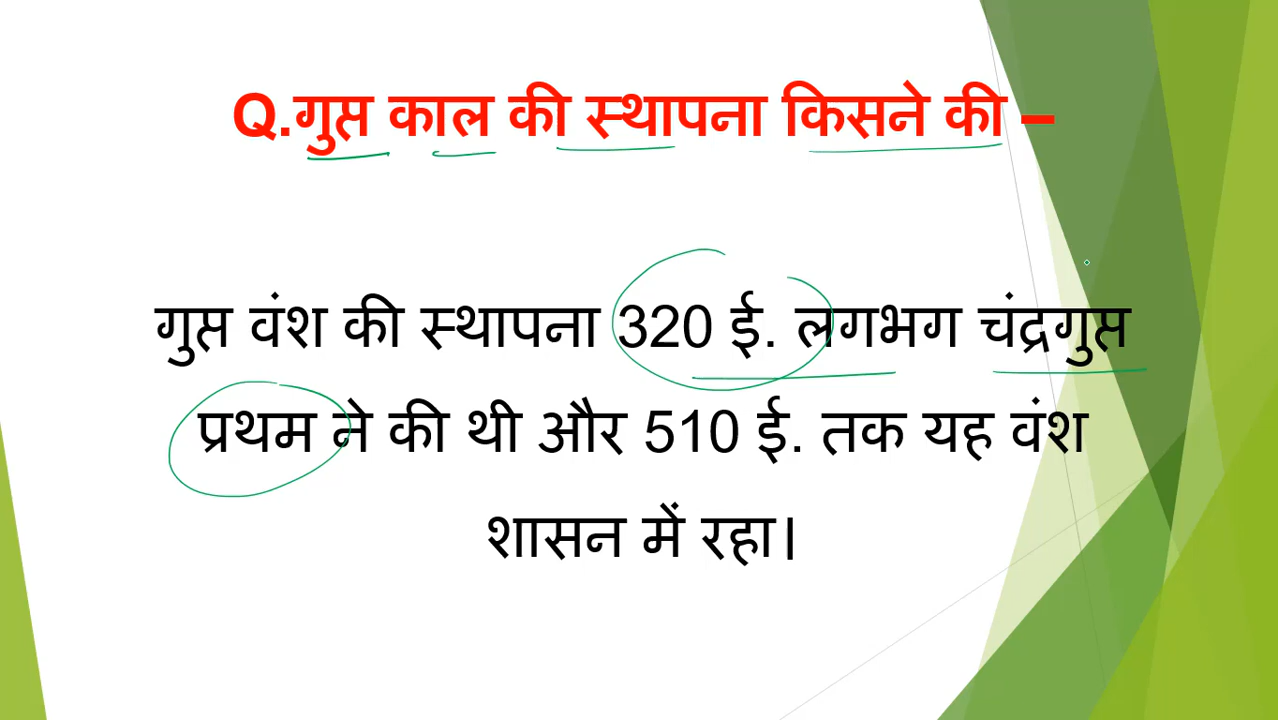 Q.गुप्त काल की स्थापना किसने की –
गुप्त वंश की स्थापना 320 ई. लगभग चंद्रगुप्त
प्रथम ने की थी और 510 ई. तक यह वंश
शासन में रहा।